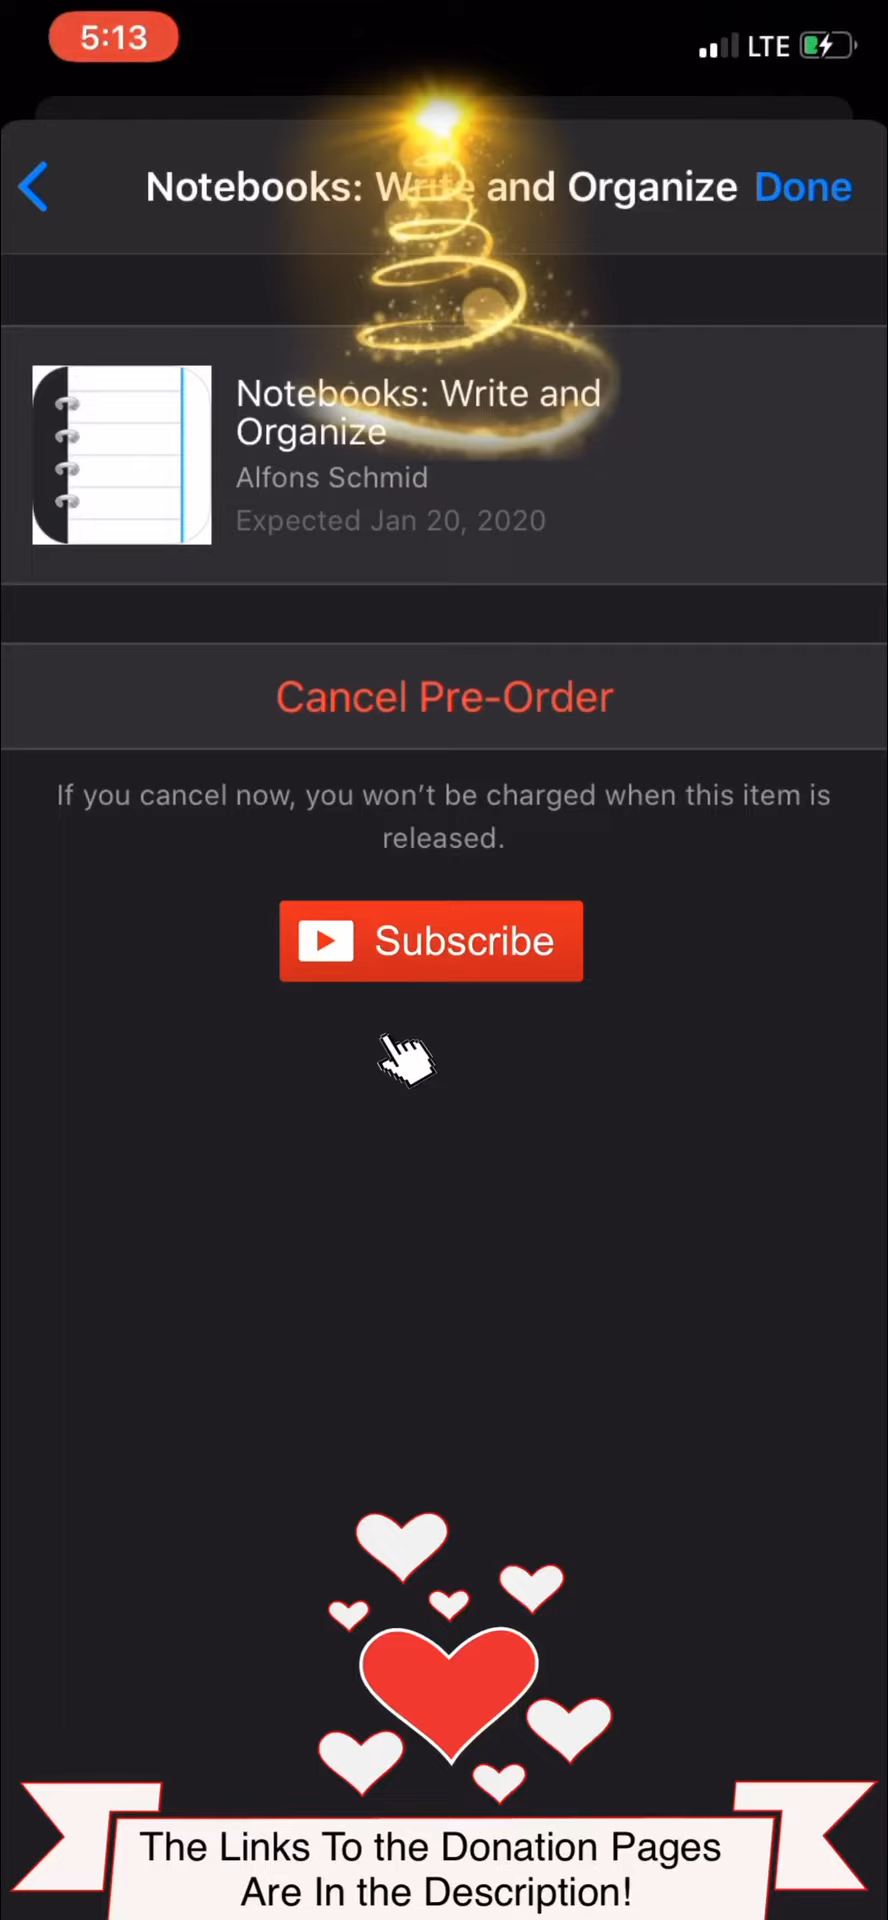 5:13
LTE
Notebooks: Write and Organize Done
Notebooks: Write and
Organize
Alfons Schmid
Expected Jan 20, 2020
Cancel Pre-Order
If you cancel now, you won’t be charged when this item is
released.
Subscribe
The Links To the Donation Pages
Are In the Description!